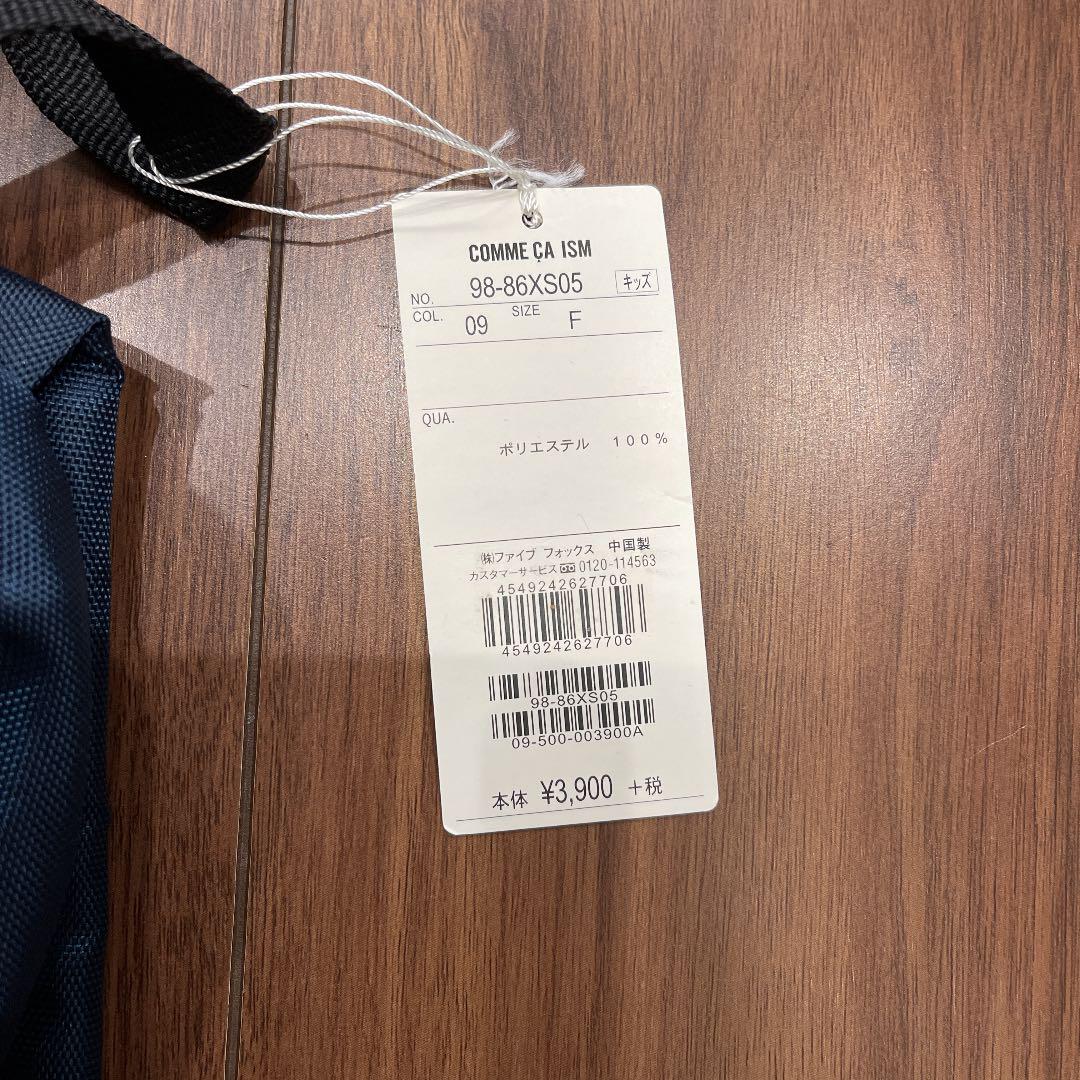 COMME ÇA ISM
NO. 98-86XS05 キッズ
COL. 09 SIZE F
QUA.
ポリエステル 100%
㈱ファイブ フォックス 中国製
カスタマーサービス 0120-114563
4549242627706
4549242627706
98-86XS05
09-500-003900A
本体 ¥3,900 +税